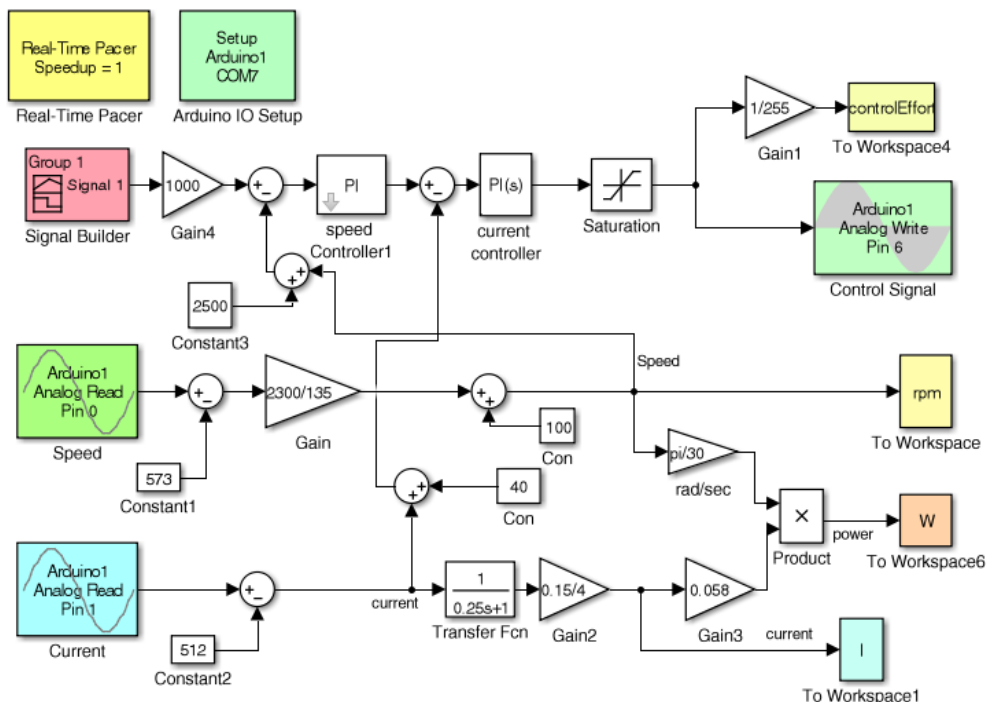 Real-Time Pacer
Speedup = 1
Real-Time Pacer
Setup
Arduino1
COM7
Arduino IO Setup
1/255
Gain1
controlEffort
To Workspace4
Group 1
Signal 1
Signal Builder
1000
Gain4
+
−
PI
speed
Controller1
+
−
PI(s)
current
controller
Saturation
Arduino1
Analog Write
Pin 6
Control Signal
+
+
2500
Constant3
Arduino1
Analog Read
Pin 0
Speed
+
−
573
Constant1
2300/135
Gain
+
+
100
Con
Speed
rpm
To Workspace
pi/30
rad/sec
+
+
40
Con
×
Product
power
W
To Workspace6
Arduino1
Analog Read
Pin 1
Current
+
−
512
Constant2
current
1
0.25s+1
Transfer Fcn
0.15/4
Gain2
0.058
Gain3
current
I
To Workspace1